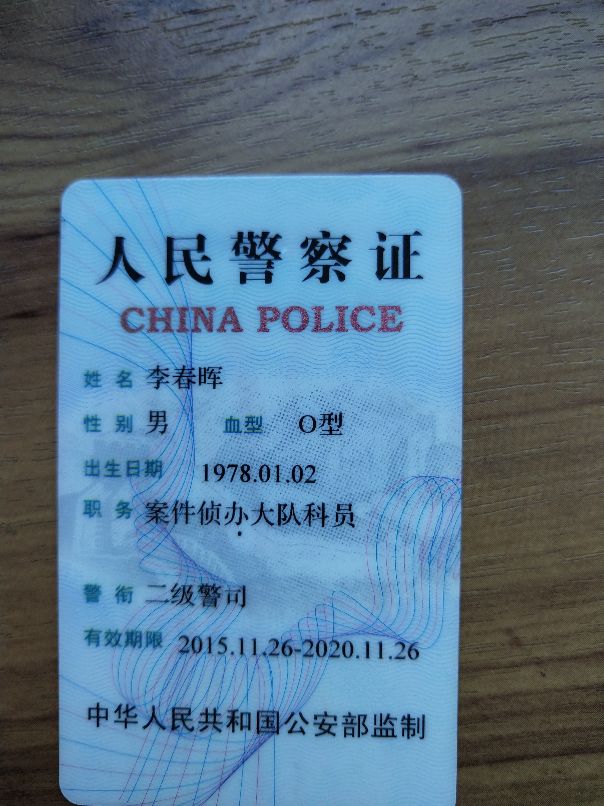 人民警察证
CHINA POLICE
姓名 李春晖
性别 男 血型 O型
出生日期 1978.01.02
职务 案件侦办大队科员
警衔 二级警司
有效期限 2015.11.26-2020.11.26
中华人民共和国公安部监制